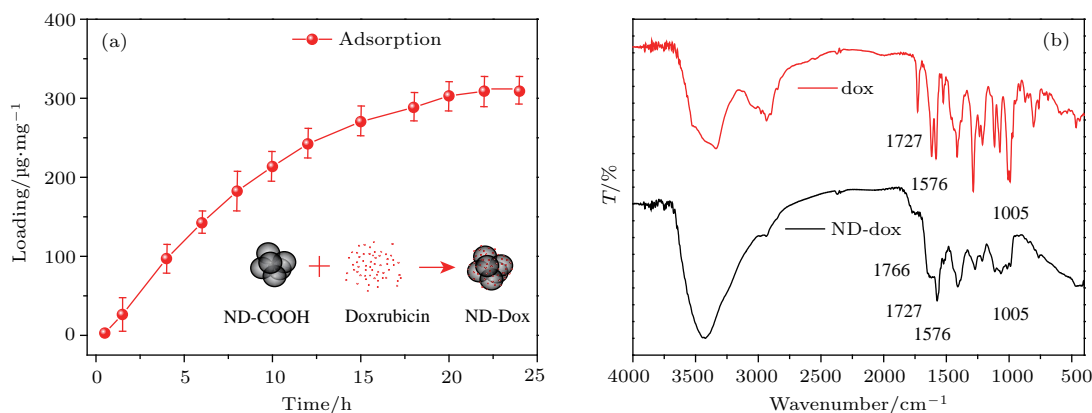 (a)
Adsorption
Loading/μg·mg⁻¹
400
300
200
100
0
ND-COOH
Doxrubicin
ND-Dox
0
5
10
15
20
25
Time/h
(b)
dox
T/%
1727
1576
1005
ND-dox
1766
1727
1576
1005
4000
3500
3000
2500
2000
1500
1000
500
Wavenumber/cm⁻¹